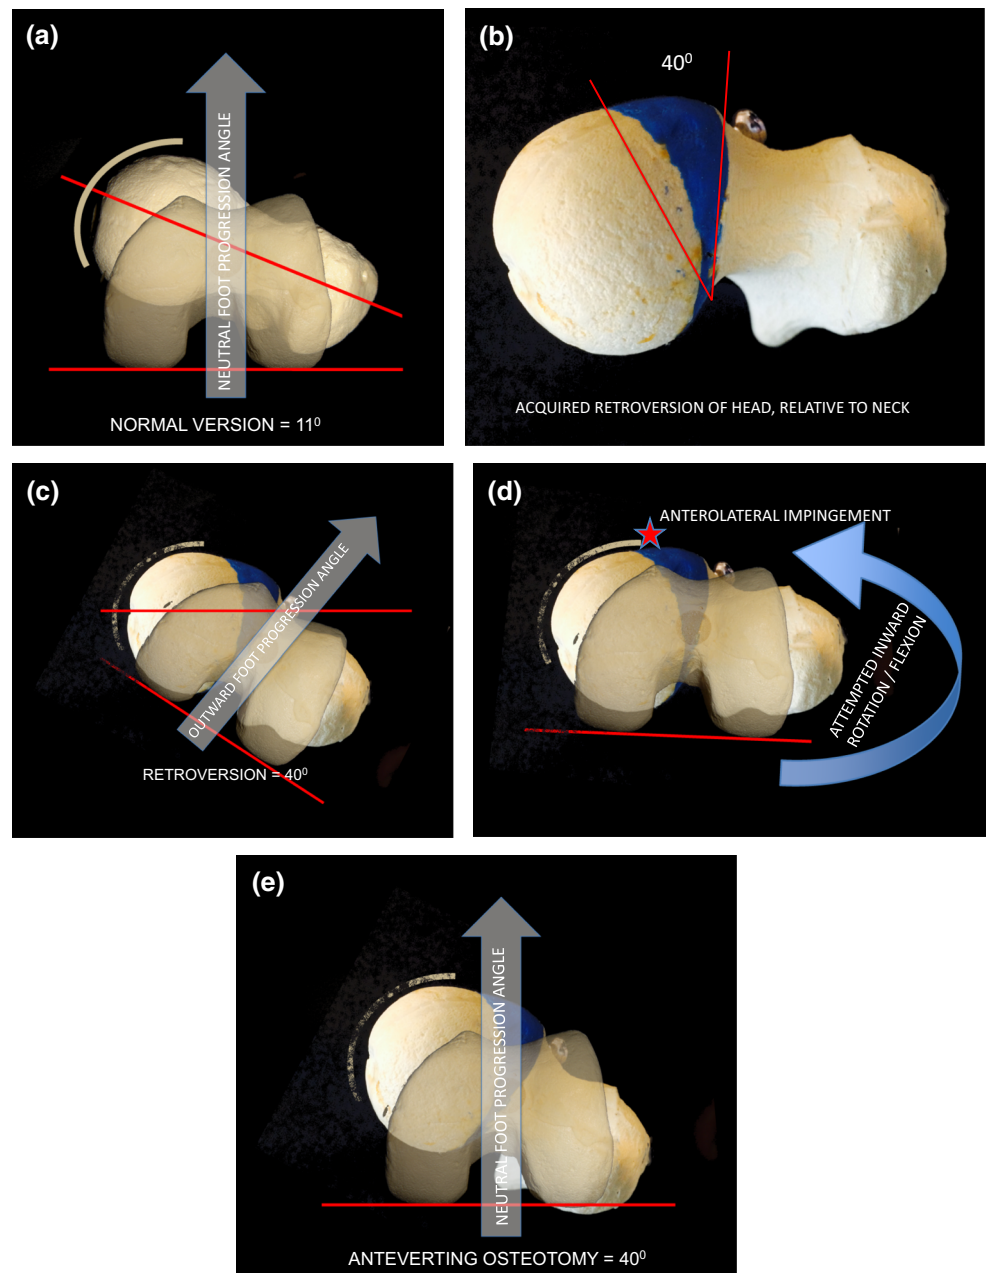 (a)
NEUTRAL FOOT PROGRESSION ANGLE
NORMAL VERSION = 11⁰
(b)
40⁰
ACQUIRED RETROVERSION OF HEAD, RELATIVE TO NECK
(c)
OUTWARD FOOT PROGRESSION ANGLE
RETROVERSION = 40⁰
(d)
ANTEROLATERAL IMPINGEMENT
ATTEMPTED INWARD
ROTATION / FLEXION
(e)
NEUTRAL FOOT PROGRESSION ANGLE
ANTEVERTING OSTEOTOMY = 40⁰